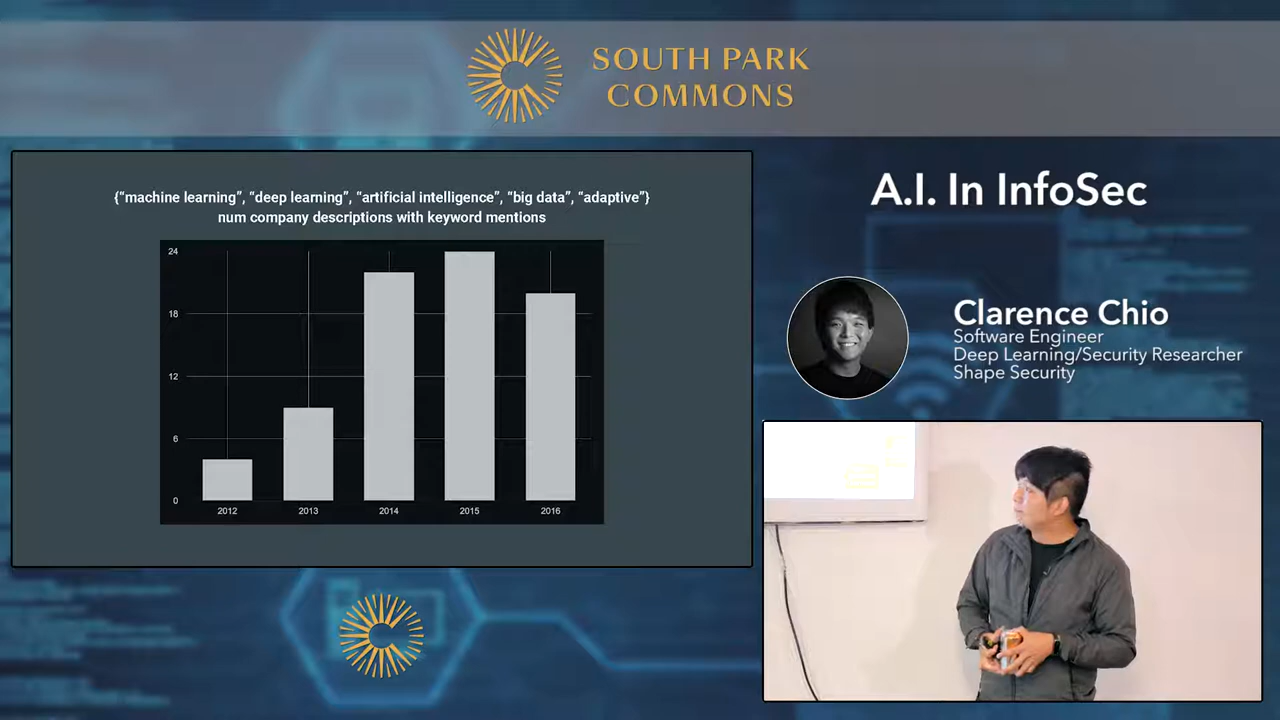 SOUTH PARK
COMMONS
{“machine learning”, “deep learning”, “artificial intelligence”, “big data”, “adaptive”}
num company descriptions with keyword mentions
24
18
12
6
0
2012 2013 2014 2015 2016
A.I. In InfoSec
Clarence Chio
Software Engineer
Deep Learning/Security Researcher
Shape Security